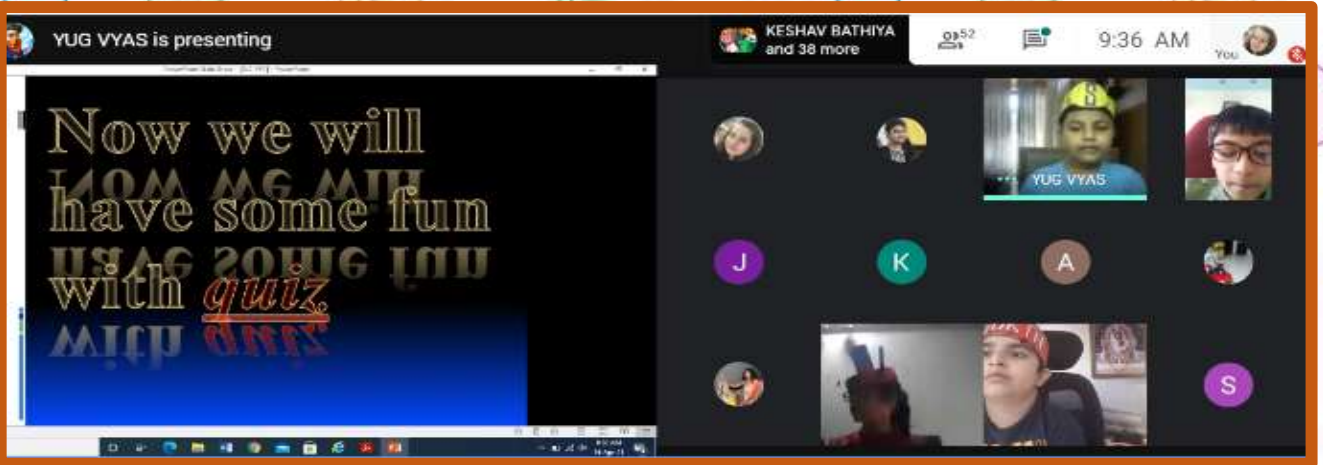 YUG VYAS is presenting
KESHAV BATHIYA
and 38 more
52
9:36 AM
You
Now we will
have some fun
with quiz
YUG VYAS
J
K
A
S